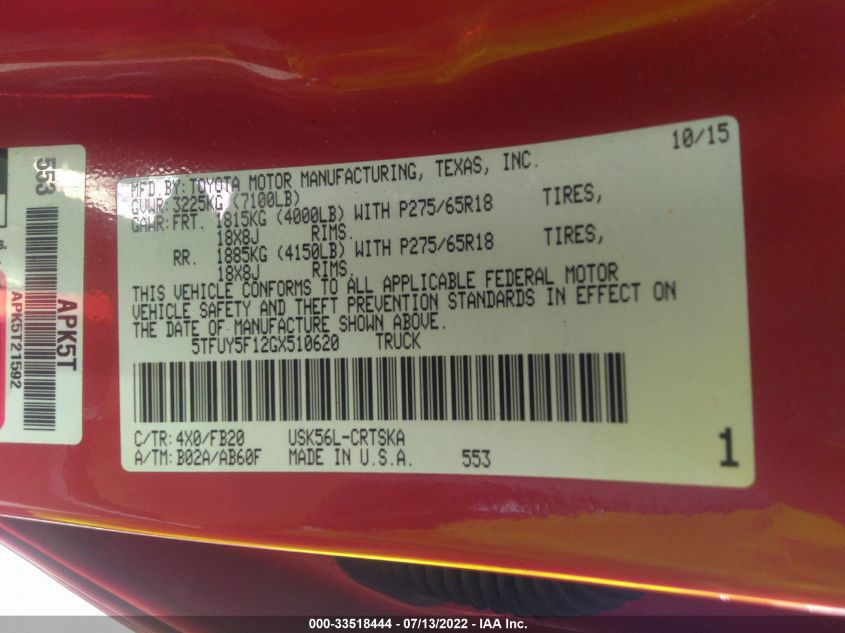 10/15
MFD BY: TOYOTA MOTOR MANUFACTURING, TEXAS, INC.
GVWR: 3225KG (7100LB)
GAWR: FRT. 1815KG (4000LB) WITH P275/65R18 TIRES,
18X8J RIMS.
RR. 1885KG (4150LB) WITH P275/65R18 TIRES,
18X8J RIMS.
THIS VEHICLE CONFORMS TO ALL APPLICABLE FEDERAL MOTOR
VEHICLE SAFETY AND THEFT PREVENTION STANDARDS IN EFFECT ON
THE DATE OF MANUFACTURE SHOWN ABOVE.
5TFUY5F12GX510620 TRUCK
C/TR: 4X0/FB20 USK56L-CRTSKA
A/TM: B02A/AB60F MADE IN U.S.A. 553
1
553
APK5T
APK5T21592
s.
000-33518444 - 07/13/2022 - IAA Inc.